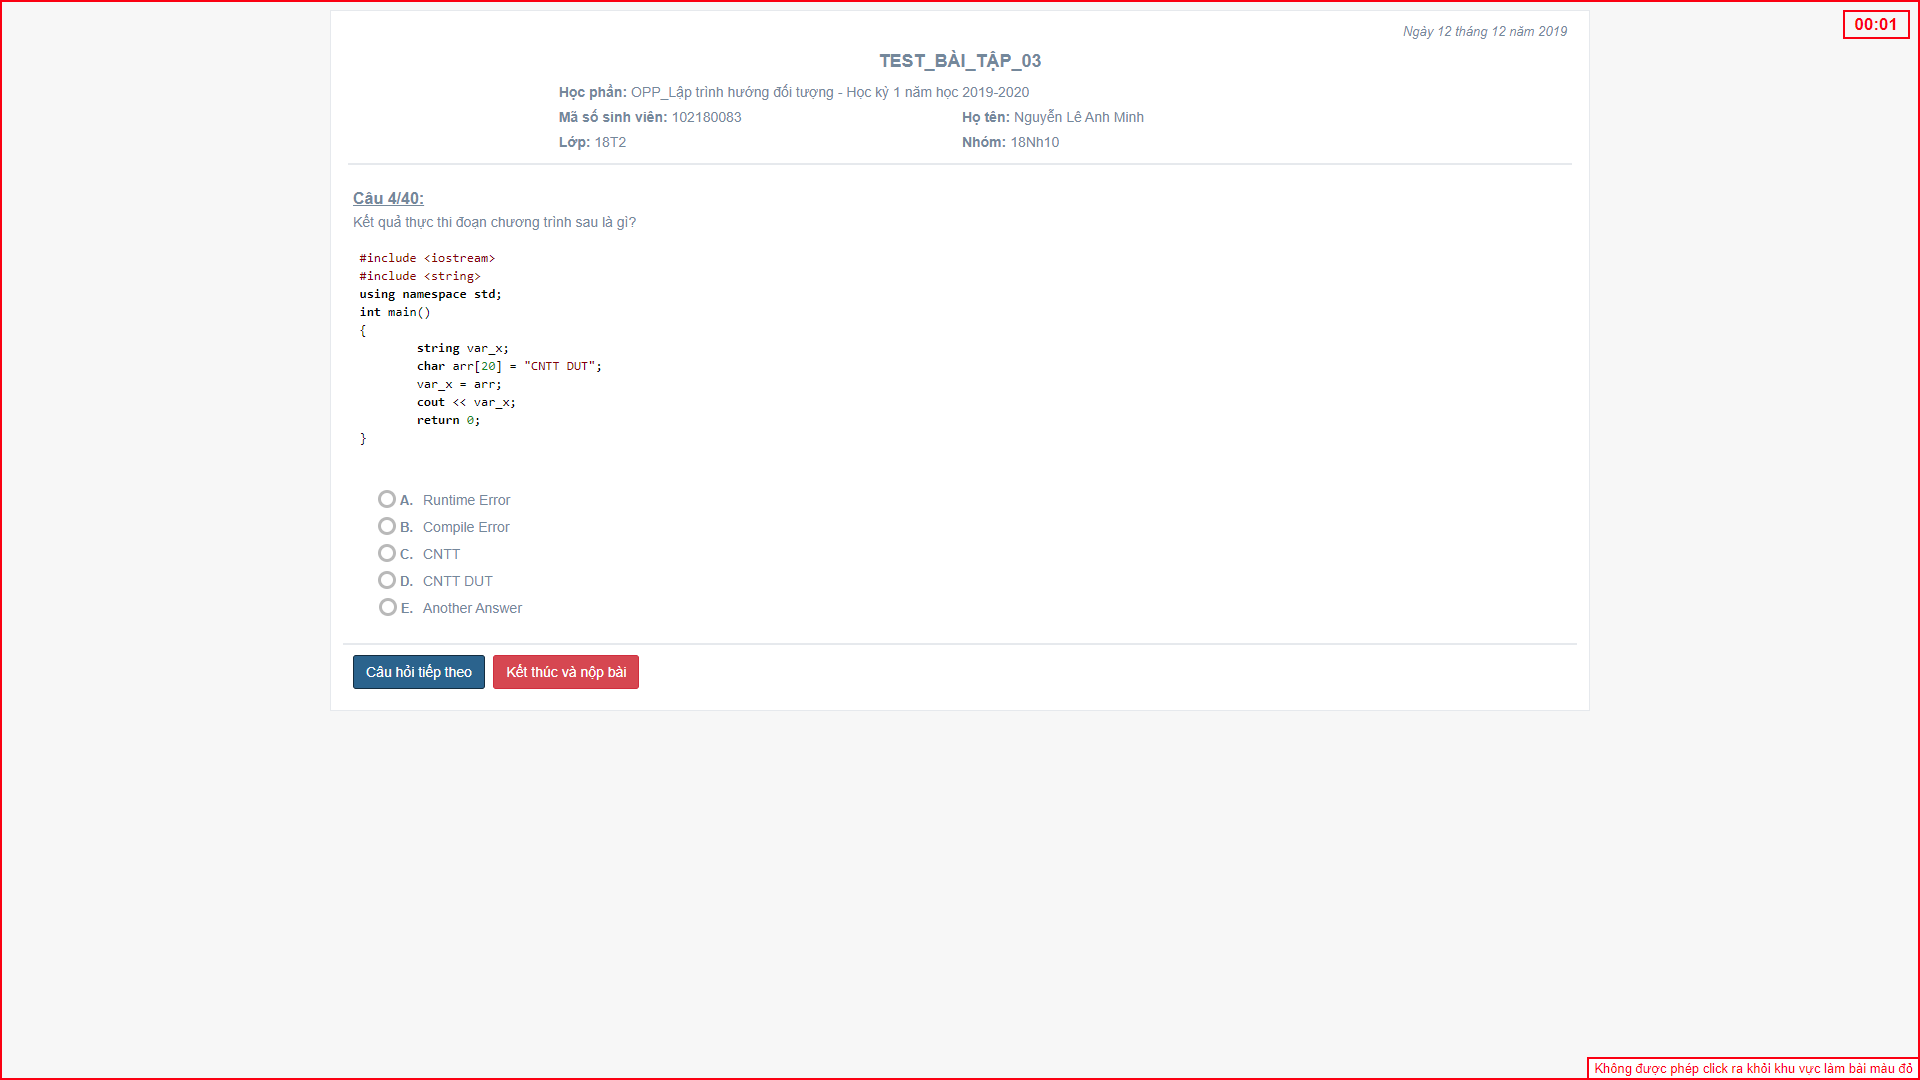 00:01
Ngày 12 tháng 12 năm 2019
TEST_BÀI_TẬP_03
Học phần: OPP_Lập trình hướng đối tượng - Học kỳ 1 năm học 2019-2020
Mã số sinh viên: 102180083 Họ tên: Nguyễn Lê Anh Minh
Lớp: 18T2 Nhóm: 18Nh10
Câu 4/40:
Kết quả thực thi đoạn chương trình sau là gì?
#include <iostream>
#include <string>
using namespace std;
int main()
{
string var_x;
char arr[20] = "CNTT DUT";
var_x = arr;
cout << var_x;
return 0;
}
A. Runtime Error
B. Compile Error
C. CNTT
D. CNTT DUT
E. Another Answer
Câu hỏi tiếp theo Kết thúc và nộp bài
Không được phép click ra khỏi khu vực làm bài màu đỏ